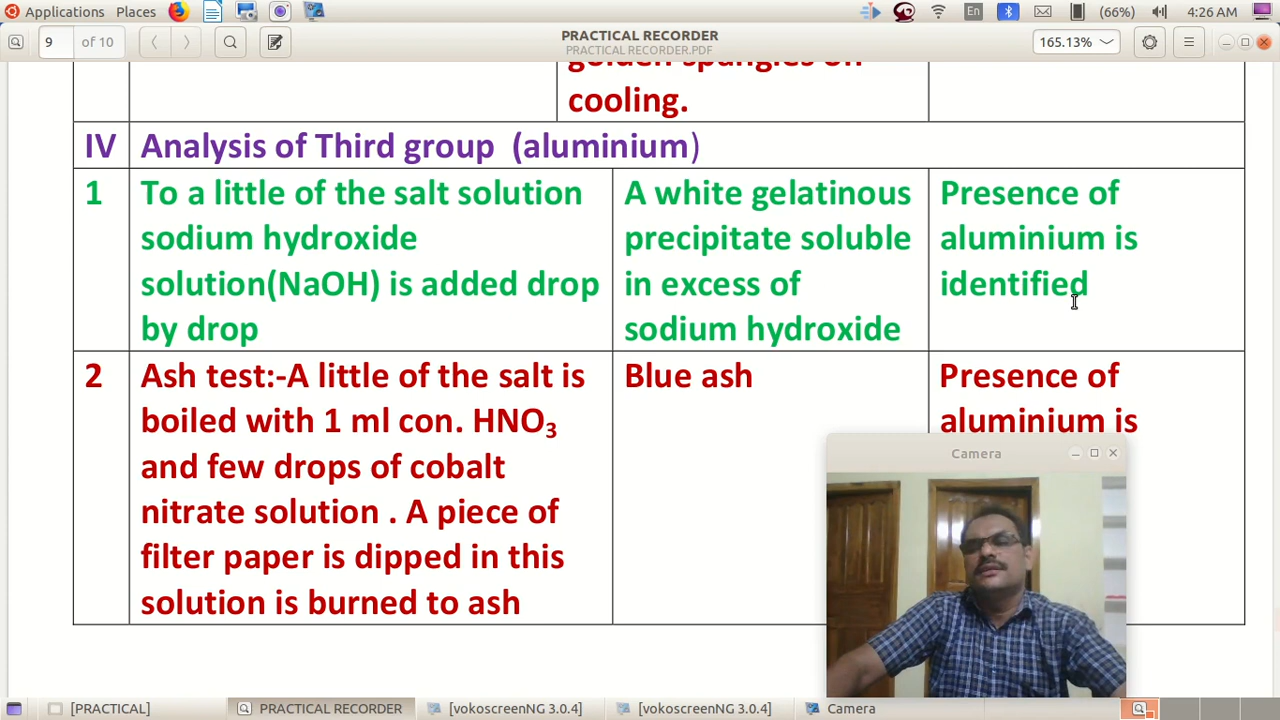 Applications Places En (66%) 4:26 AM
9 of 10 PRACTICAL RECORDER 165.13%
PRACTICAL RECORDER.PDF
golden spangles on
cooling.
IV Analysis of Third group (aluminium)
1 To a little of the salt solution
sodium hydroxide
solution(NaOH) is added drop
by drop
A white gelatinous
precipitate soluble
in excess of
sodium hydroxide
Presence of
aluminium is
identified
2 Ash test:-A little of the salt is
boiled with 1 ml con. HNO₃
and few drops of cobalt
nitrate solution . A piece of
filter paper is dipped in this
solution is burned to ash
Blue ash
Presence of
aluminium is
Camera
[PRACTICAL] PRACTICAL RECORDER [vokoscreenNG 3.0.4] [vokoscreenNG 3.0.4] Camera